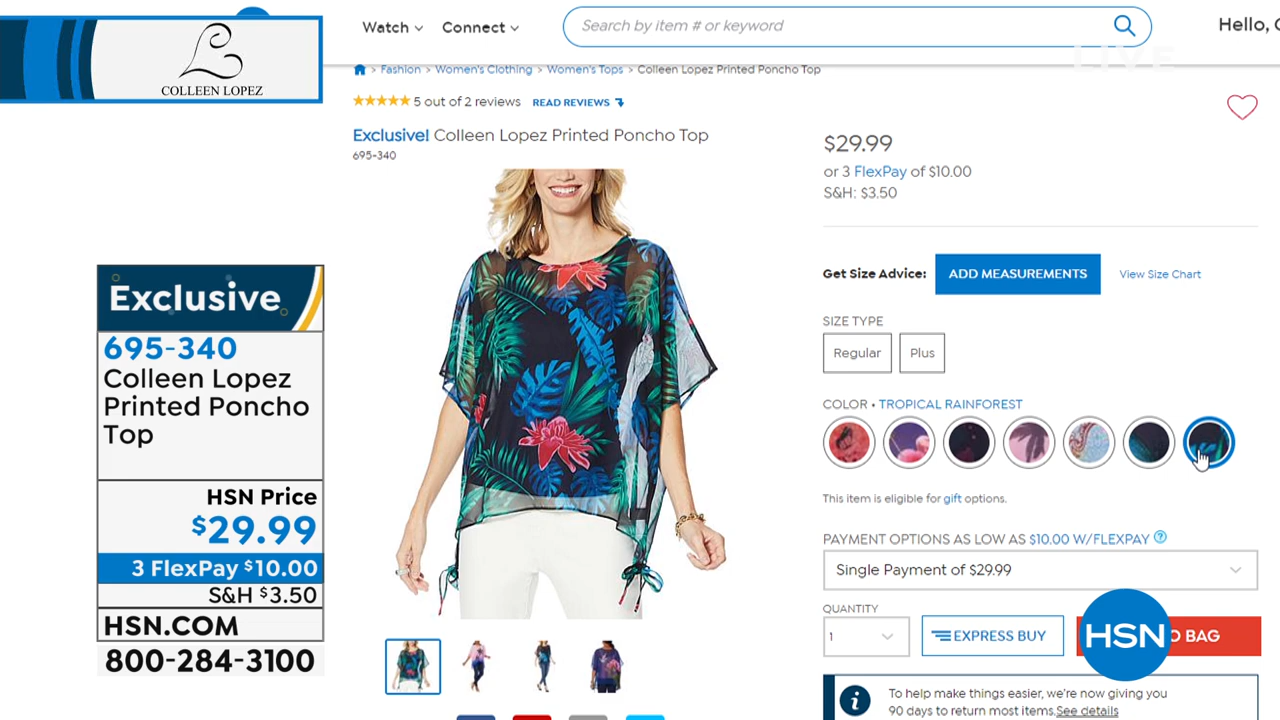 COLLEEN LOPEZ
Watch
Connect
Search by item # or keyword
Hello,
LIVE
> Fashion > Women's Clothing > Women's Tops > Colleen Lopez Printed Poncho Top
5 out of 2 reviews READ REVIEWS
Exclusive! Colleen Lopez Printed Poncho Top
695-340
$29.99
or 3 FlexPay of $10.00
S&H: $3.50
Get Size Advice: ADD MEASUREMENTS View Size Chart
SIZE TYPE
Regular Plus
COLOR • TROPICAL RAINFOREST
This item is eligible for gift options.
PAYMENT OPTIONS AS LOW AS $10.00 W/FLEXPAY ?
Single Payment of $29.99
QUANTITY
1
EXPRESS BUY
HSN
O BAG
i
To help make things easier, we're now giving you
90 days to return most items. See details
Exclusive
695-340
Colleen Lopez
Printed Poncho
Top
HSN Price
$29.99
3 FlexPay $10.00
S&H $3.50
HSN.COM
800-284-3100